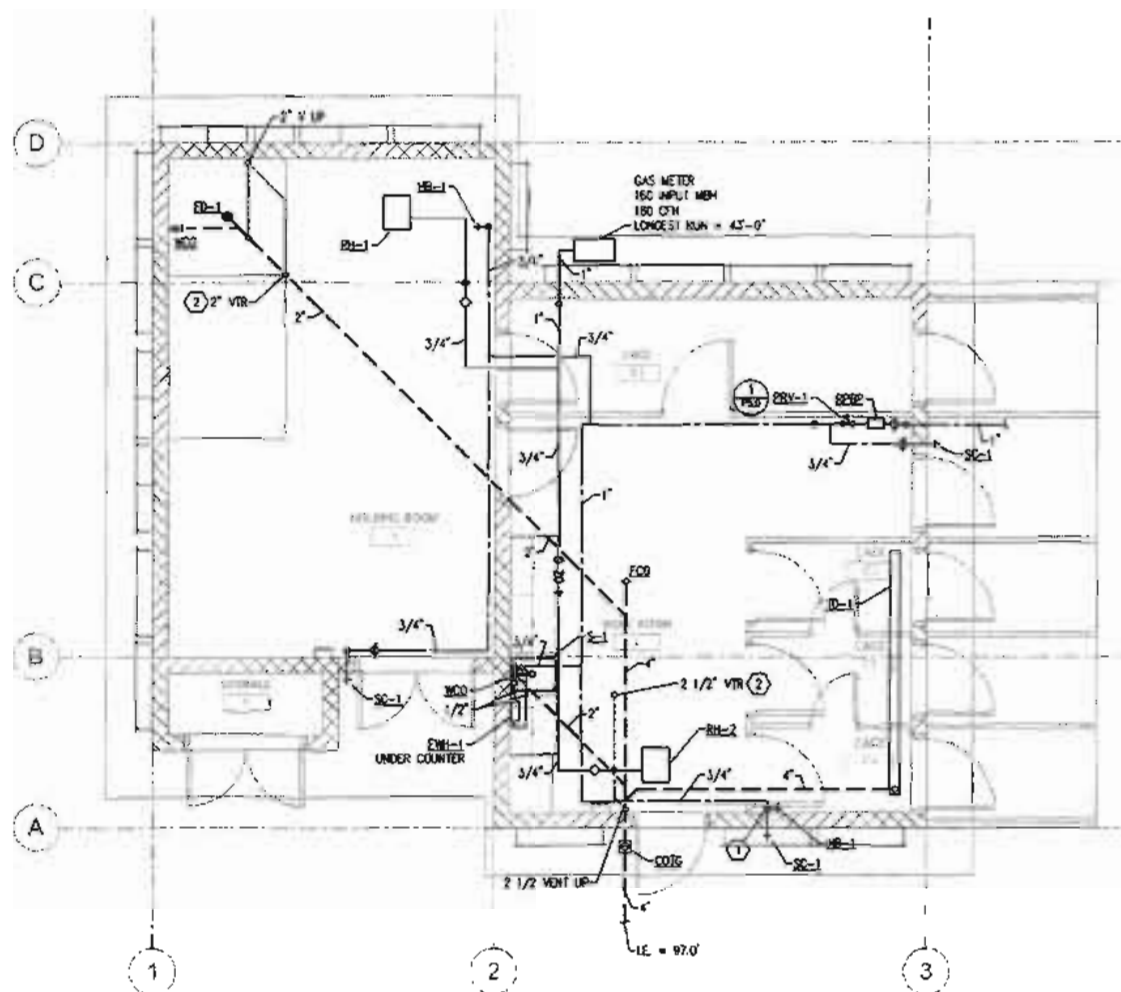 2" V UP
D
GAS METER
160 INPUT MBH
160 CFH
LONGEST RUN = 43'-0"
HB-1
FD-1
WCO
RH-1
3/4"
1"
C
2 2" VTR
2"
1"
3/4"
3/4"
1
P5.0
PRV-1
3/4"
1"
3/4"
SC-1
1"
2"
FCO
TD-1
3/4"
S-1
B
4"
WCO
2 1/2" VTR 2
SC-1
1/2"
2"
EWH-1
UNDER COUNTER
RH-2
3/4"
3/4"
4"
A
1
HB-1
COTG
SC-1
2 1/2 VENT UP
4"
I.E. = 97.0'
1
2
3